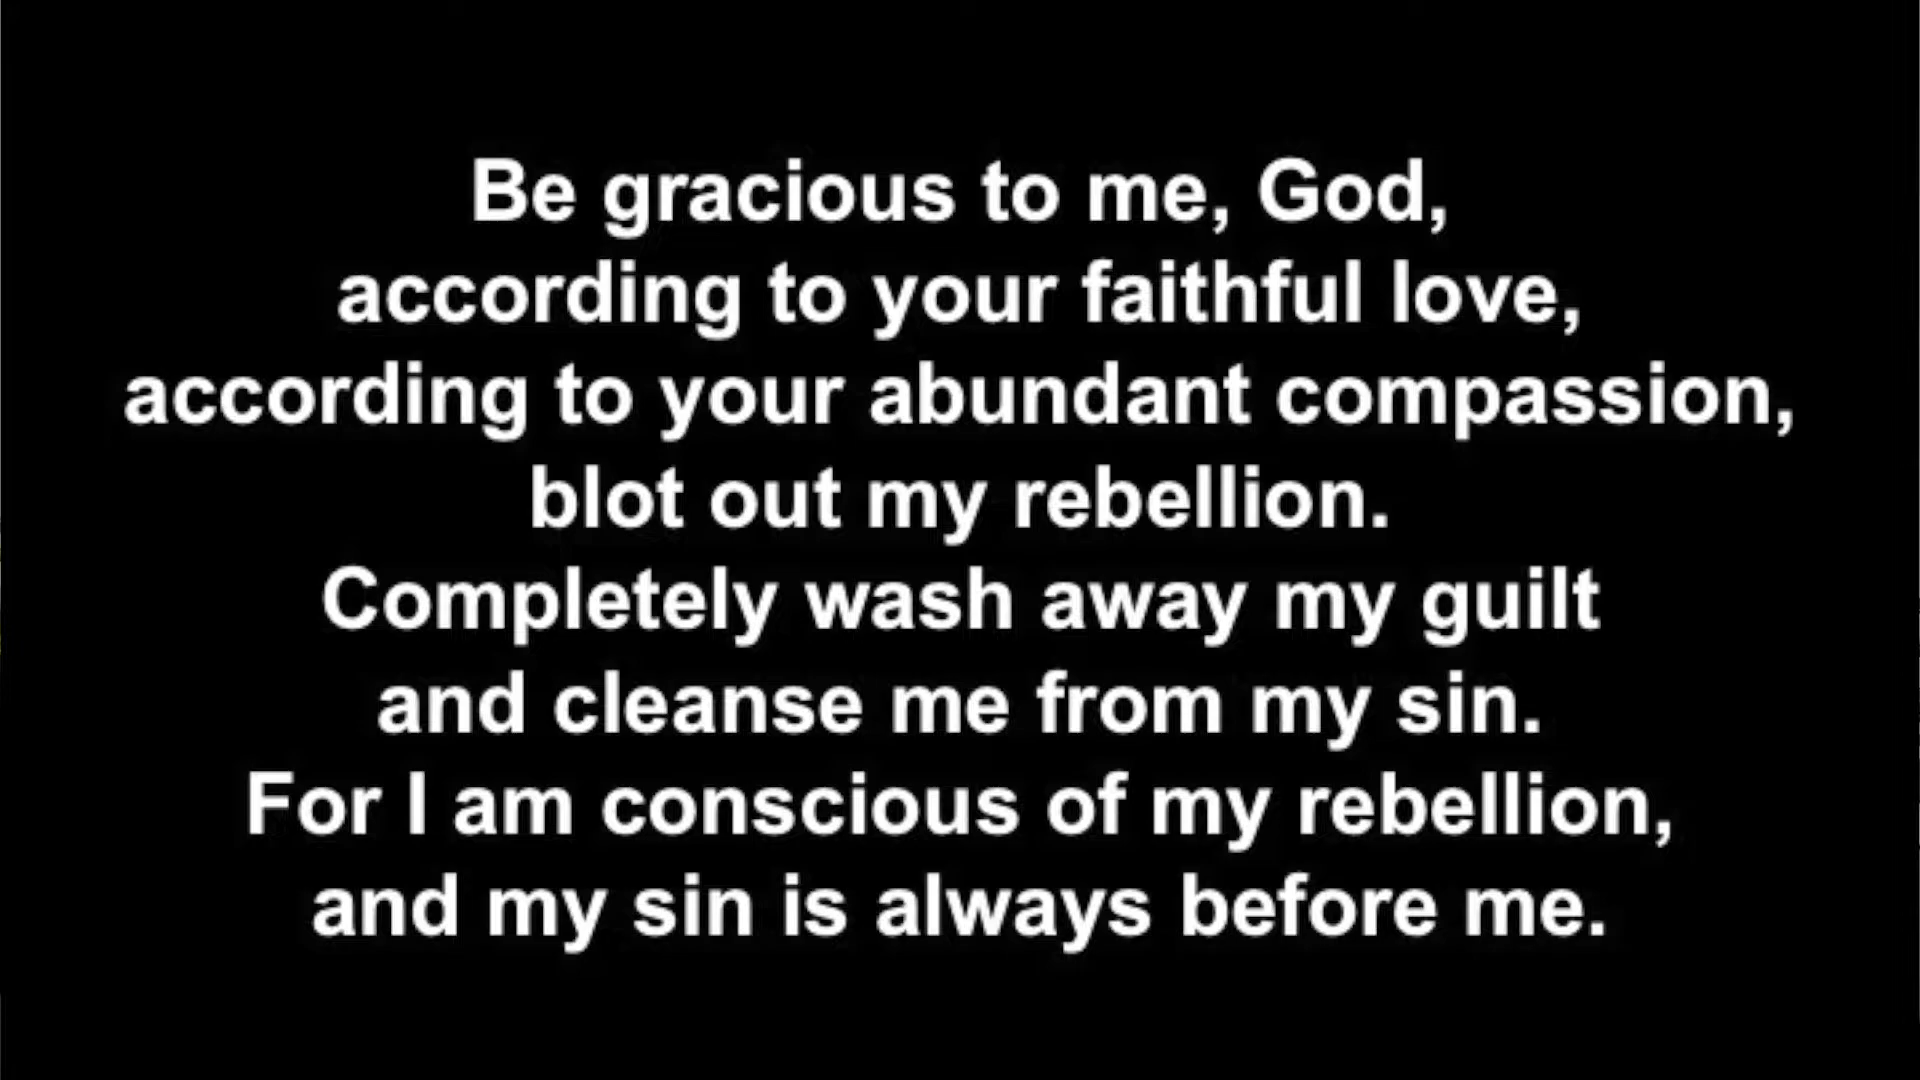 Be gracious to me, God,
according to your faithful love,
according to your abundant compassion,
blot out my rebellion.
Completely wash away my guilt
and cleanse me from my sin.
For I am conscious of my rebellion,
and my sin is always before me.